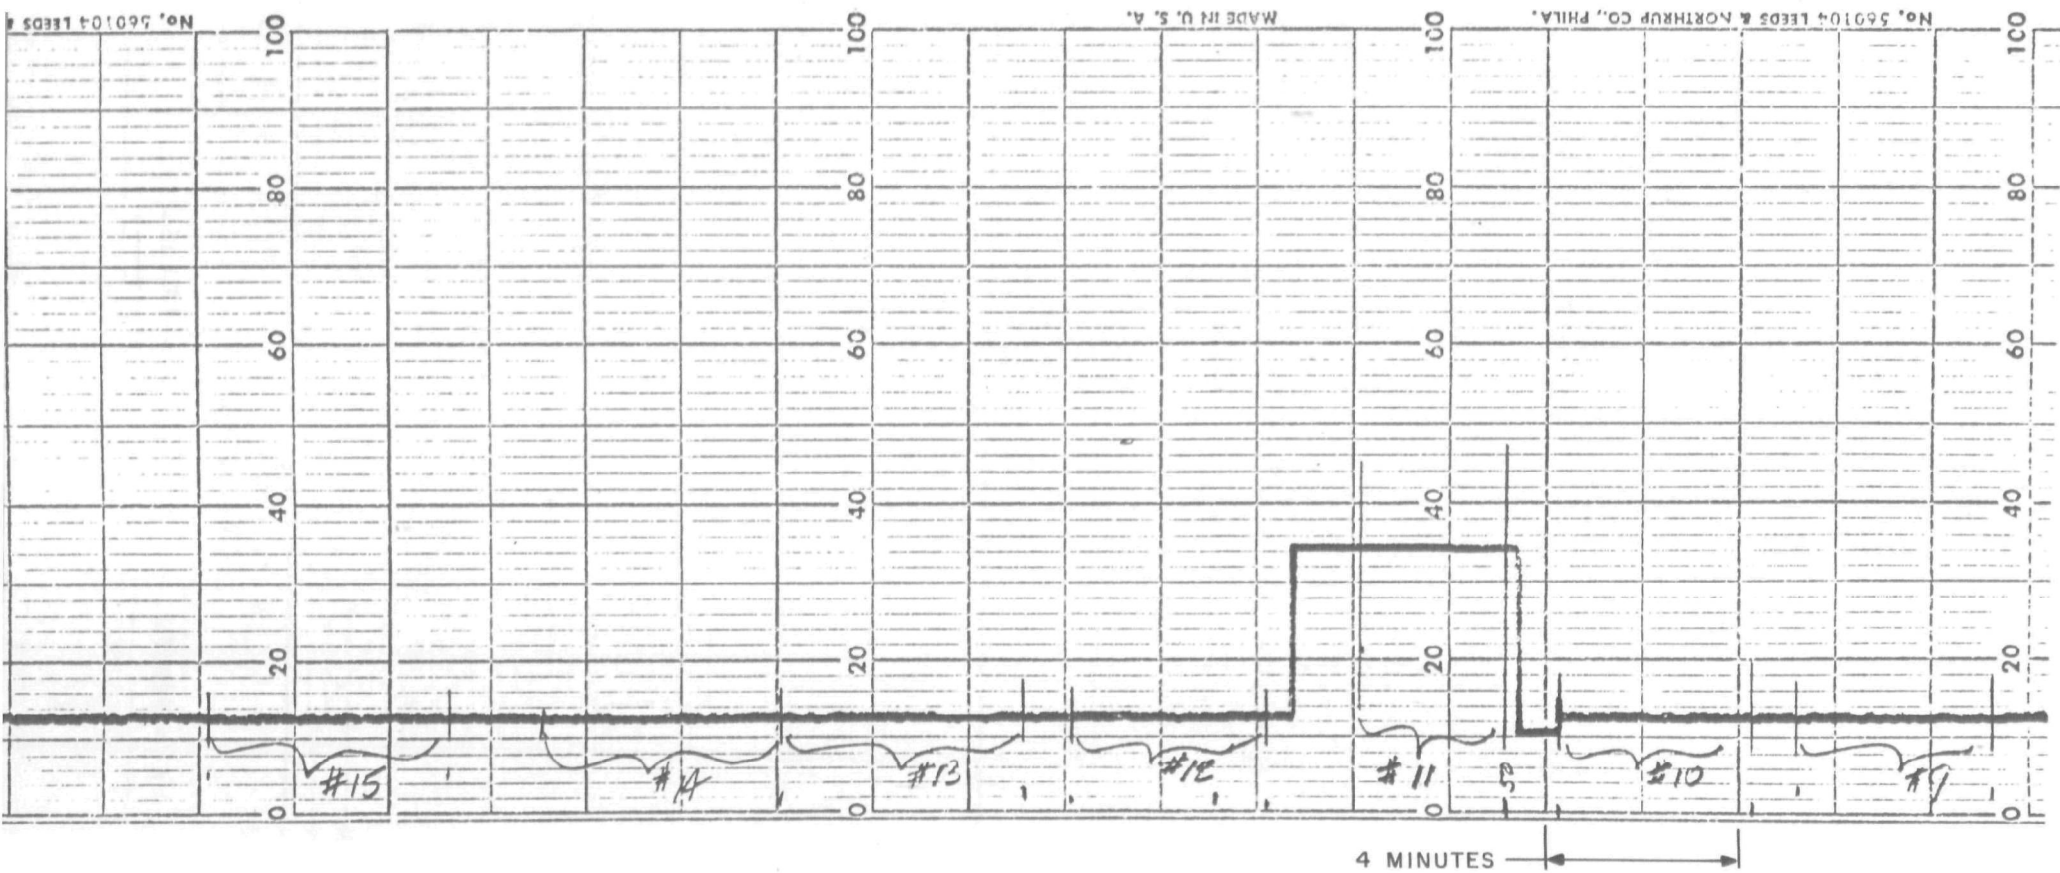 No. 560104 LEEDS &
MADE IN U. S. A.
No. 560104 LEEDS & NORTHRUP CO., PHILA.
100 100 100 100
80 80 80 80
60 60 60 60
40 40 40 40
20 20 20 20
#15 #14 #13 #12 #11 #10 #9
0 0 0 0
4 MINUTES